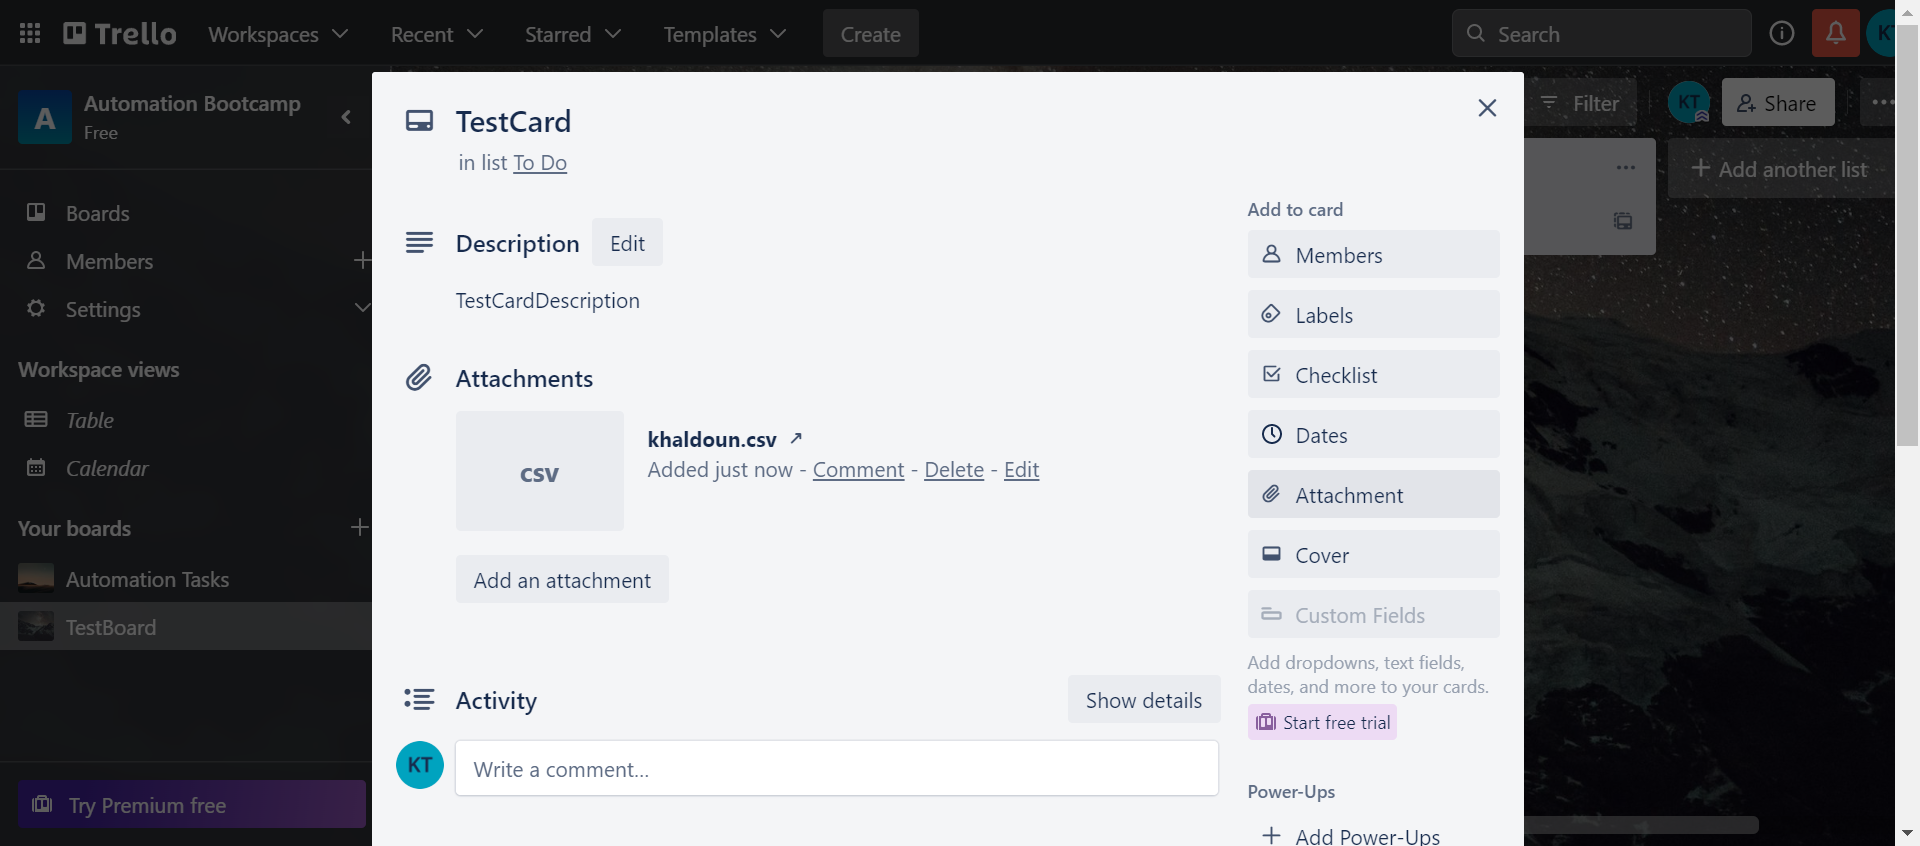 Trello
Workspaces
Recent
Starred
Templates
Create
Search
KT
A
Automation Bootcamp
Free
Boards
Members
Settings
Workspace views
Table
Calendar
Your boards
Automation Tasks
TestBoard
Try Premium free
TestCard
in list To Do
Description
Edit
TestCardDescription
Attachments
csv
khaldoun.csv
Added just now - Comment - Delete - Edit
Add an attachment
Activity
Show details
KT
Write a comment…
Add to card
Members
Labels
Checklist
Dates
Attachment
Cover
Custom Fields
Add dropdowns, text fields,
dates, and more to your cards.
Start free trial
Power-Ups
Add Power-Ups
Filter
KT
Share
Add another list